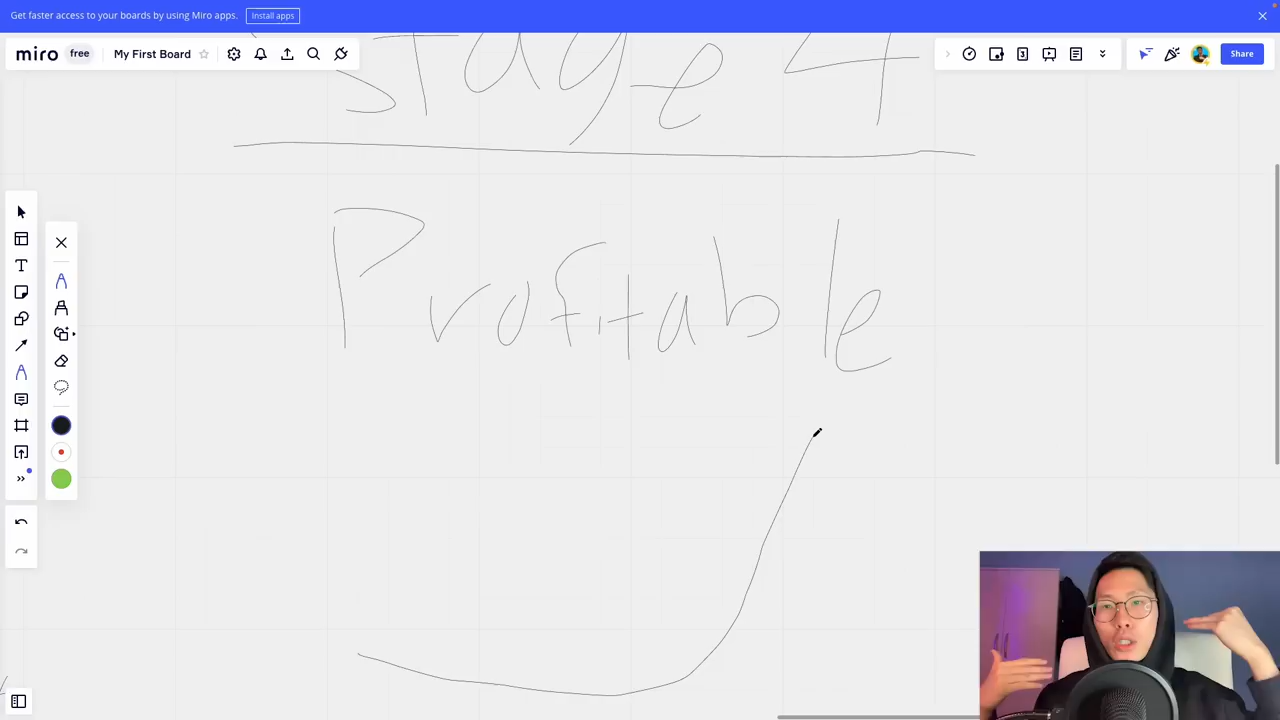 Get faster access to your boards by using Miro apps. Install apps
miro free My First Board
3
Share
Stage 4
Profitable